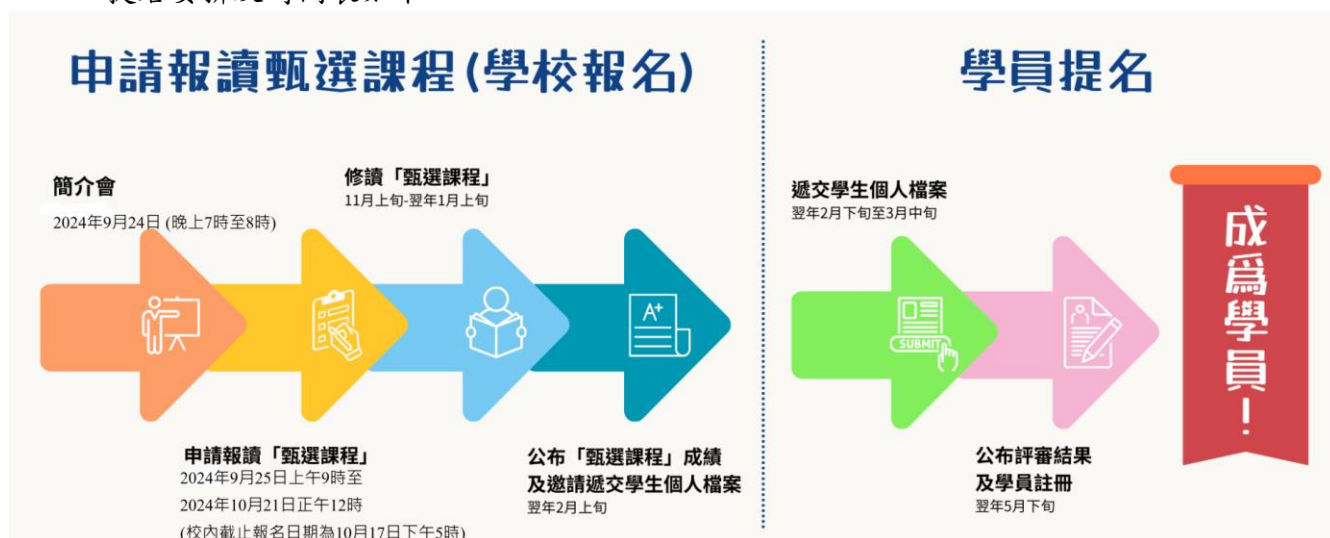 申請報讀甄選課程(學校報名)
簡介會
2024年9月24日 (晚上7時至8時)
申請報讀「甄選課程」
2024年9月25日上午9時至
2024年10月21日正午12時
(校內截止報名日期為10月17日下午5時)
修讀「甄選課程」
11月上旬-翌年1月上旬
A+
公布「甄選課程」成績
及邀請遞交學生個人檔案
翌年2月上旬
學員提名
遞交學生個人檔案
翌年2月下旬至3月中旬
SUBMIT
公布評審結果
及學員註冊
翌年5月下旬
成爲學員!